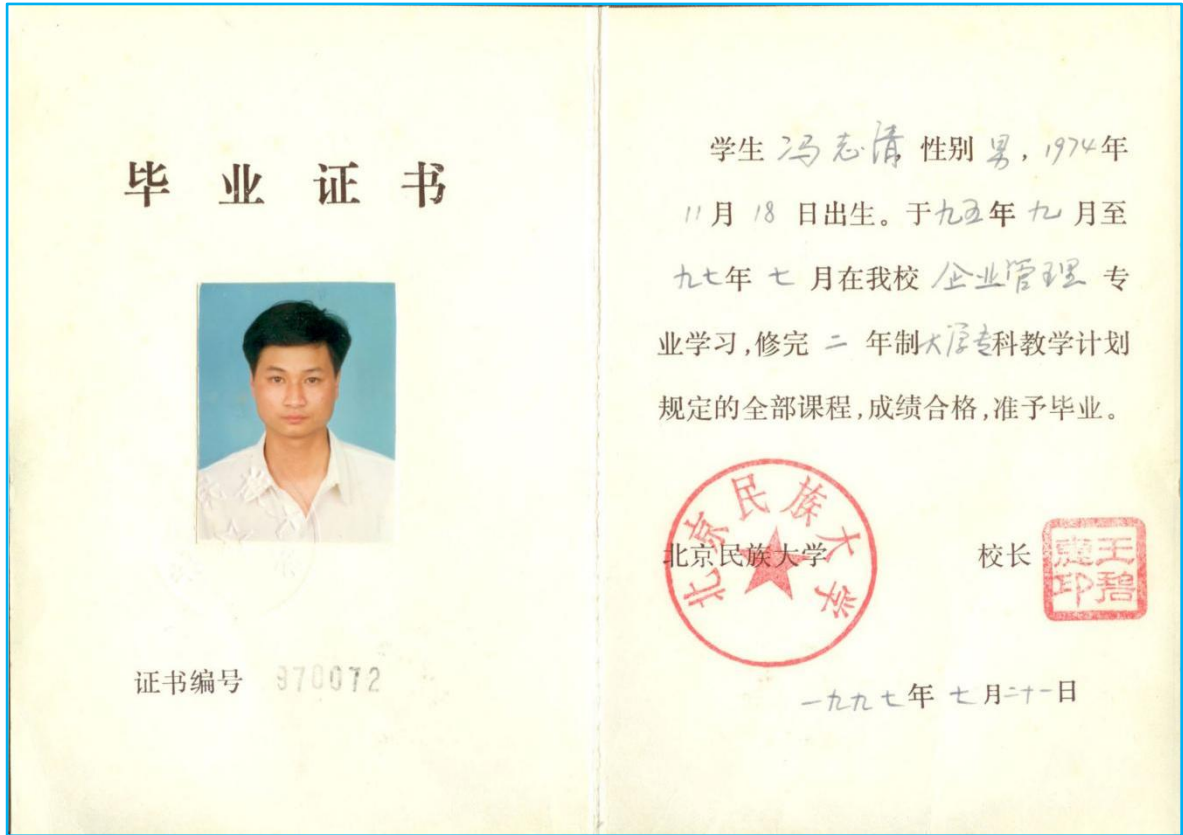 毕业证书
证书编号 970072
学生 冯志清 性别 男，1974年
11月 18 日出生。于九五年 九 月至
九七年 七 月在我校 企业管理 专
业学习，修完 二 年制大学专科教学计划
规定的全部课程，成绩合格，准予毕业。
北京民族大学
北京民族大学 校长
一九九七年 七月二十一日